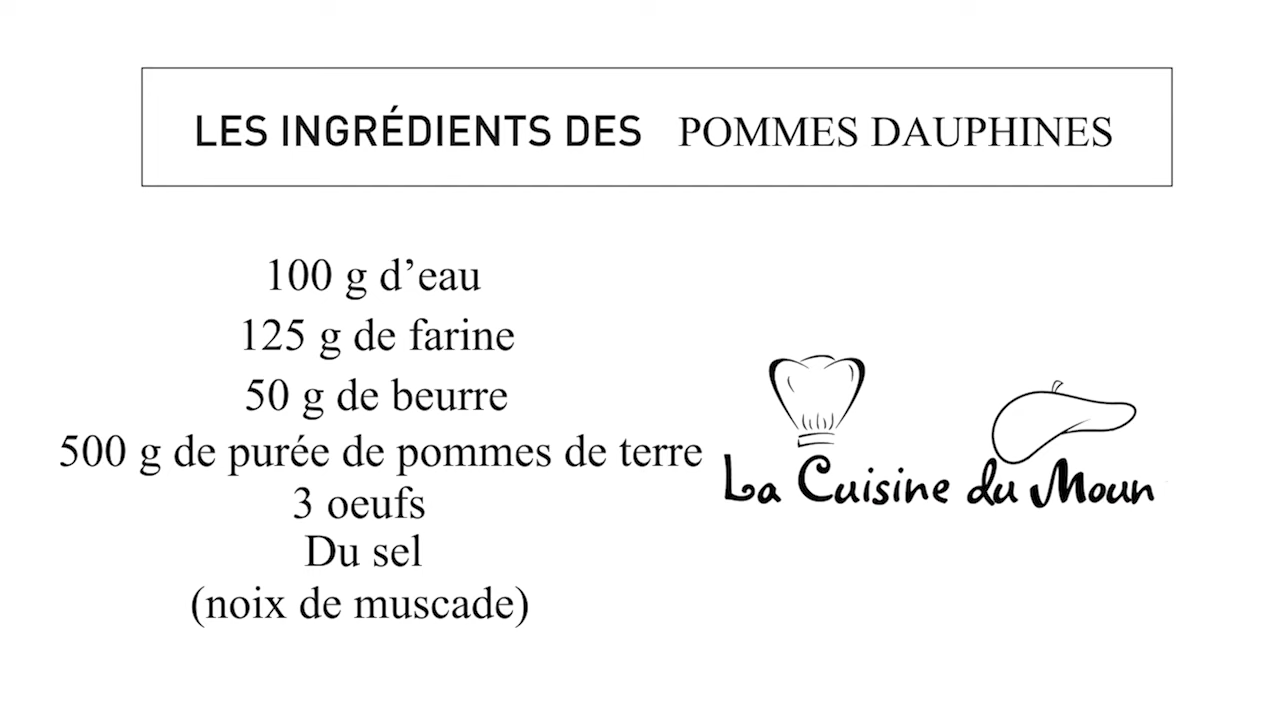 LES INGRÉDIENTS DES POMMES DAUPHINES
100 g d’eau
125 g de farine
50 g de beurre
500 g de purée de pommes de terre
3 oeufs
Du sel
(noix de muscade)
La Cuisine du Moun